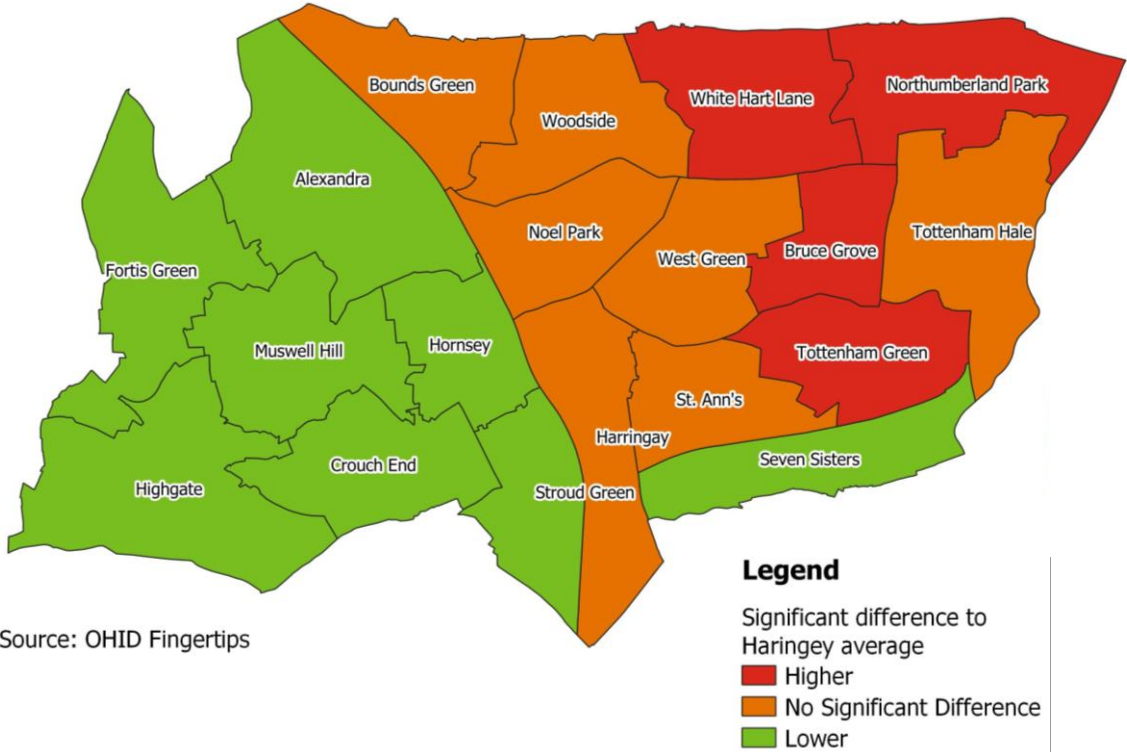 Bounds Green
Northumberland Park
White Hart Lane
Woodside
Alexandra
Noel Park
Tottenham Hale
Bruce Grove
West Green
Fortis Green
Hornsey
Muswell Hill
Tottenham Green
St. Ann's
Harringay
Seven Sisters
Crouch End
Highgate
Stroud Green
Legend
Significant difference to
Haringey average
Higher
No Significant Difference
Lower
Source: OHID Fingertips